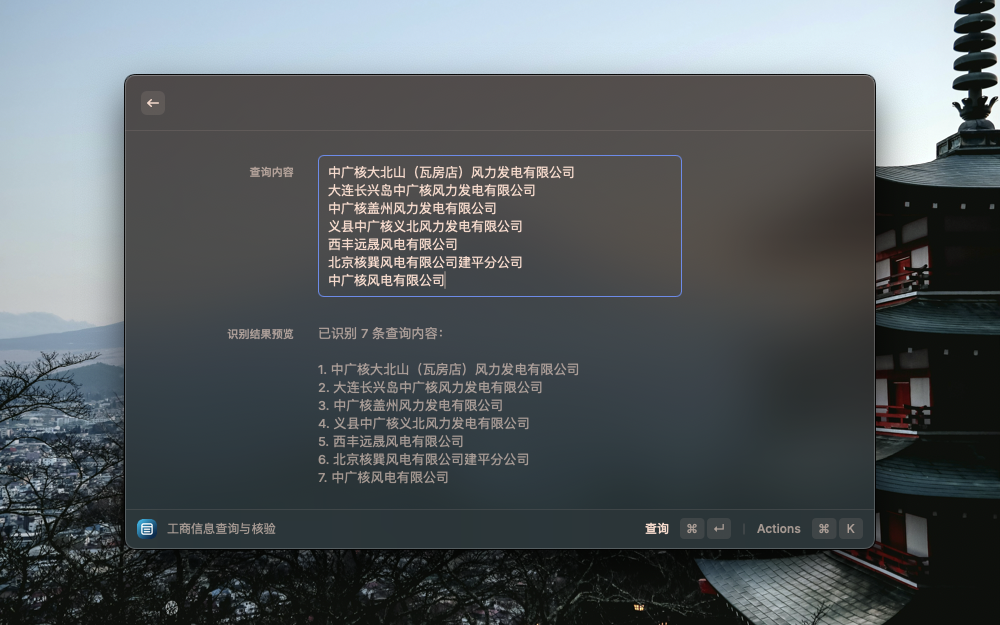 查询内容
中广核大北山（瓦房店）风力发电有限公司
大连长兴岛中广核风力发电有限公司
中广核盖州风力发电有限公司
义县中广核义北风力发电有限公司
西丰远晟风电有限公司
北京核巽风电有限公司建平分公司
中广核风电有限公司
识别结果预览
已识别 7 条查询内容：
1. 中广核大北山（瓦房店）风力发电有限公司
2. 大连长兴岛中广核风力发电有限公司
3. 中广核盖州风力发电有限公司
4. 义县中广核义北风力发电有限公司
5. 西丰远晟风电有限公司
6. 北京核巽风电有限公司建平分公司
7. 中广核风电有限公司
工商信息查询与核验
查询 ⌘ ↵ | Actions ⌘ K